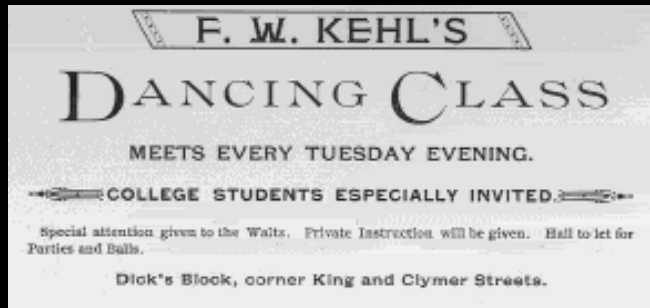 F. W. KEHL'S
DANCING CLASS
MEETS EVERY TUESDAY EVENING.
COLLEGE STUDENTS ESPECIALLY INVITED.
Special attention given to the Waltz. Private Instruction will be given. Hall to let for
Parties and Balls.
Dick's Block, corner King and Clymer Streets.